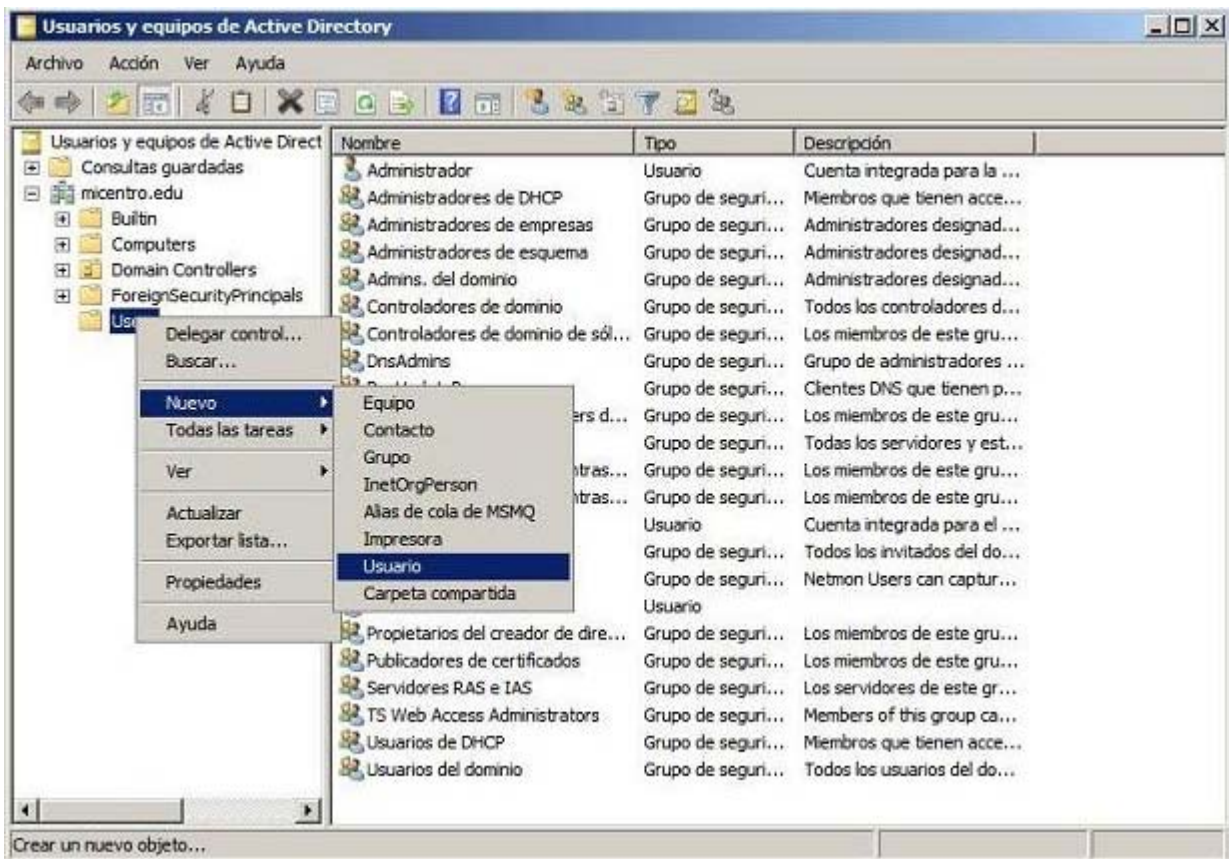 Usuarios y equipos de Active Directory
Archivo Acción Ver Ayuda
Usuarios y equipos de Active Direct
Consultas guardadas
micentro.edu
Builtin
Computers
Domain Controllers
ForeignSecurityPrincipals
Delegar control...
Buscar...
Nuevo
Todas las tareas
Ver
Actualizar
Exportar lista...
Propiedades
Ayuda
Equipo
Contacto
Grupo
InetOrgPerson
Alias de cola de MSMQ
Impresora
Usuario
Carpeta compartida
Nombre Tipo Descripción
Administrador Usuario Cuenta integrada para la ...
Administradores de DHCP Grupo de seguri... Miembros que tienen acce...
Administradores de empresas Grupo de seguri... Administradores designad...
Administradores de esquema Grupo de seguri... Administradores designad...
Admins. del dominio Grupo de seguri... Administradores designad...
Controladores de dominio Grupo de seguri... Todos los controladores d...
Controladores de dominio de sól... Grupo de seguri... Los miembros de este gru...
DnsAdmins Grupo de seguri... Grupo de administradores ...
Grupo de seguri... Clientes DNS que tienen p...
ers d... Grupo de seguri... Los miembros de este gru...
Grupo de seguri... Todas los servidores y est...
ntras... Grupo de seguri... Los miembros de este gru...
ntras... Grupo de seguri... Los miembros de este gru...
Usuario Cuenta integrada para el ...
Grupo de seguri... Todos los invitados del do...
Grupo de seguri... Netmon Users can captur...
Usuario
Propietarios del creador de dire... Grupo de seguri... Los miembros de este gru...
Publicadores de certificados Grupo de seguri... Los miembros de este gru...
Servidores RAS e IAS Grupo de seguri... Los servidores de este gr...
TS Web Access Administrators Grupo de seguri... Members of this group ca...
Usuarios de DHCP Grupo de seguri... Miembros que tienen acce...
Usuarios del dominio Grupo de seguri... Todos los usuarios del do...
Crear un nuevo objeto...